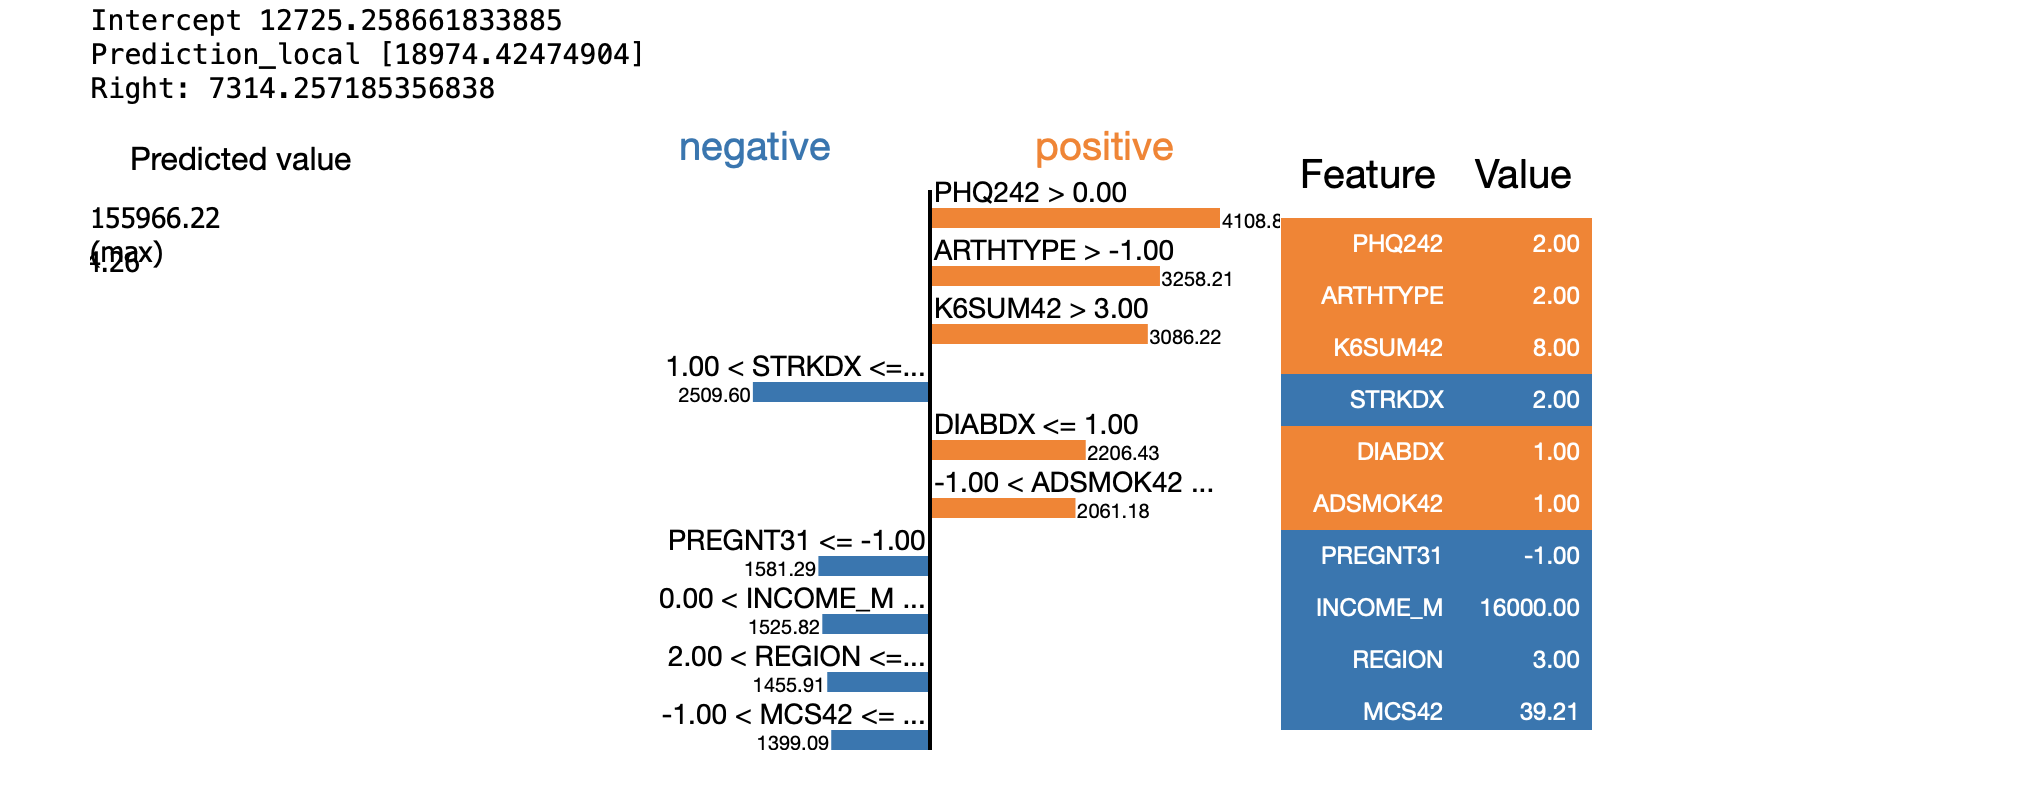 Intercept 12725.258661833885
Prediction_local [18974.42474904]
Right: 7314.257185356838
Predicted value
155966.22
(max)
negative positive
PHQ242 > 0.00
4108.8
ARTHTYPE > -1.00
3258.21
K6SUM42 > 3.00
3086.22
1.00 < STRKDX <=...
2509.60
DIABDX <= 1.00
2206.43
-1.00 < ADSMOK42 ...
2061.18
PREGNT31 <= -1.00
1581.29
0.00 < INCOME_M ...
1525.82
2.00 < REGION <=...
1455.91
-1.00 < MCS42 <= ...
1399.09
Feature Value
PHQ242 2.00
ARTHTYPE 2.00
K6SUM42 8.00
STRKDX 2.00
DIABDX 1.00
ADSMOK42 1.00
PREGNT31 -1.00
INCOME_M 16000.00
REGION 3.00
MCS42 39.21